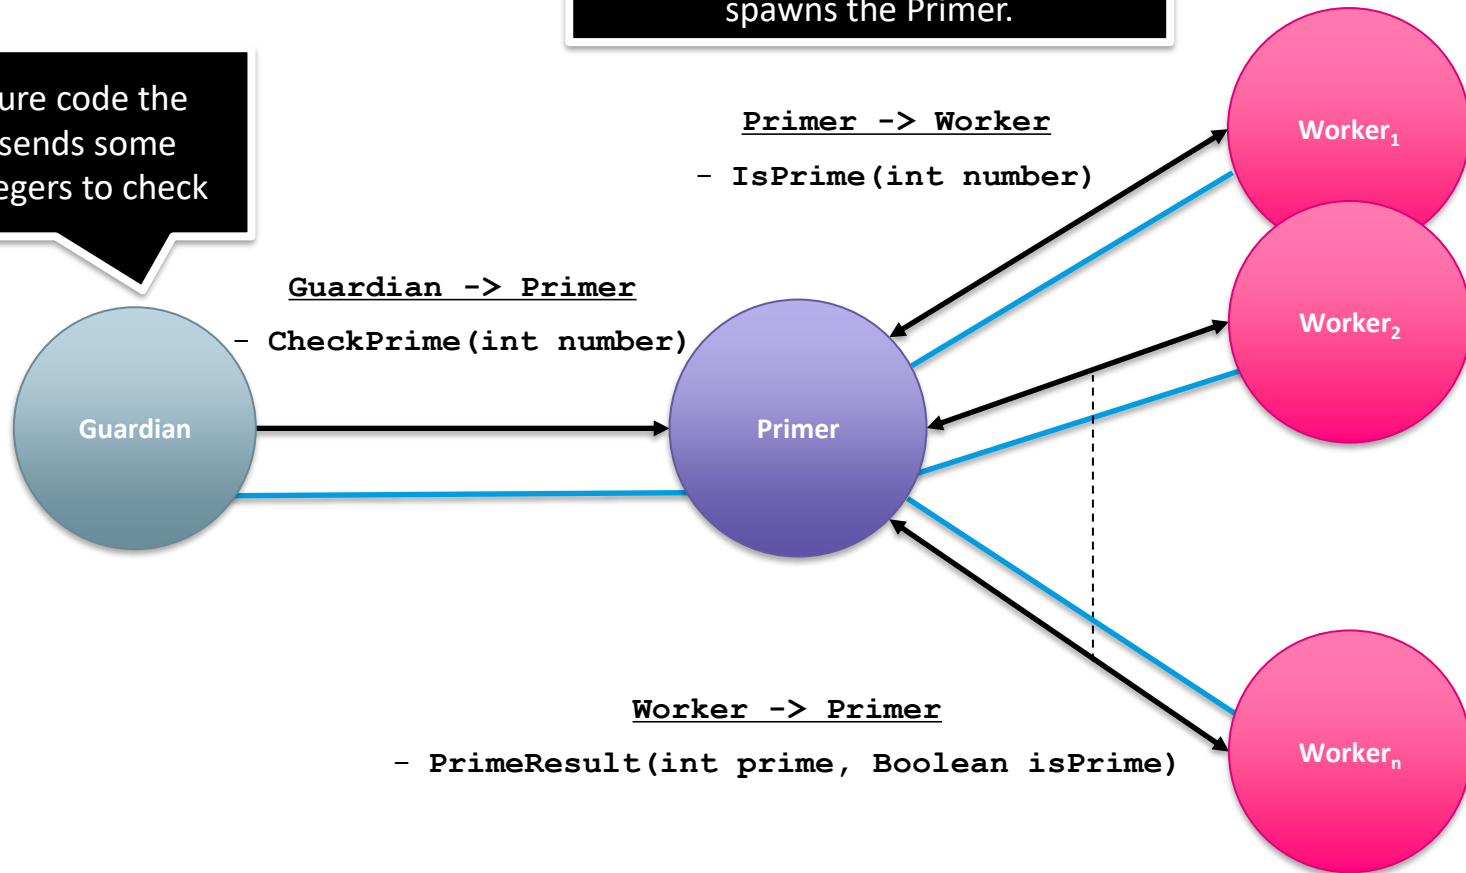 spawns the Primer.
ure code the
sends some
egers to check
Primer -> Worker
- IsPrime(int number)
Guardian -> Primer
- CheckPrime(int number)
Worker1
Worker2
Guardian
Primer
Worker -> Primer
- PrimeResult(int prime, Boolean isPrime)
Workern